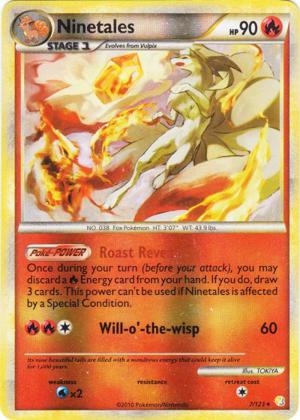 Ninetales
HP 90
STAGE 1 Evolves from Vulpix
NO. 038 Fox Pokémon HT: 3'07" WT: 43.9 lbs.
Poké-POWER Roast Reveal
Once during your turn (before your attack), you may
discard a Energy card from your hand. If you do, draw
3 cards. This power can't be used if Ninetales is affected
by a Special Condition.
Will-o'-the-wisp 60
Illus. TOKIYA
Its nine beautiful tails are filled with a wondrous energy that could keep it alive
for 1,000 years.
weakness resistance retreat cost
×2
©2010 Pokémon/Nintendo
7/123